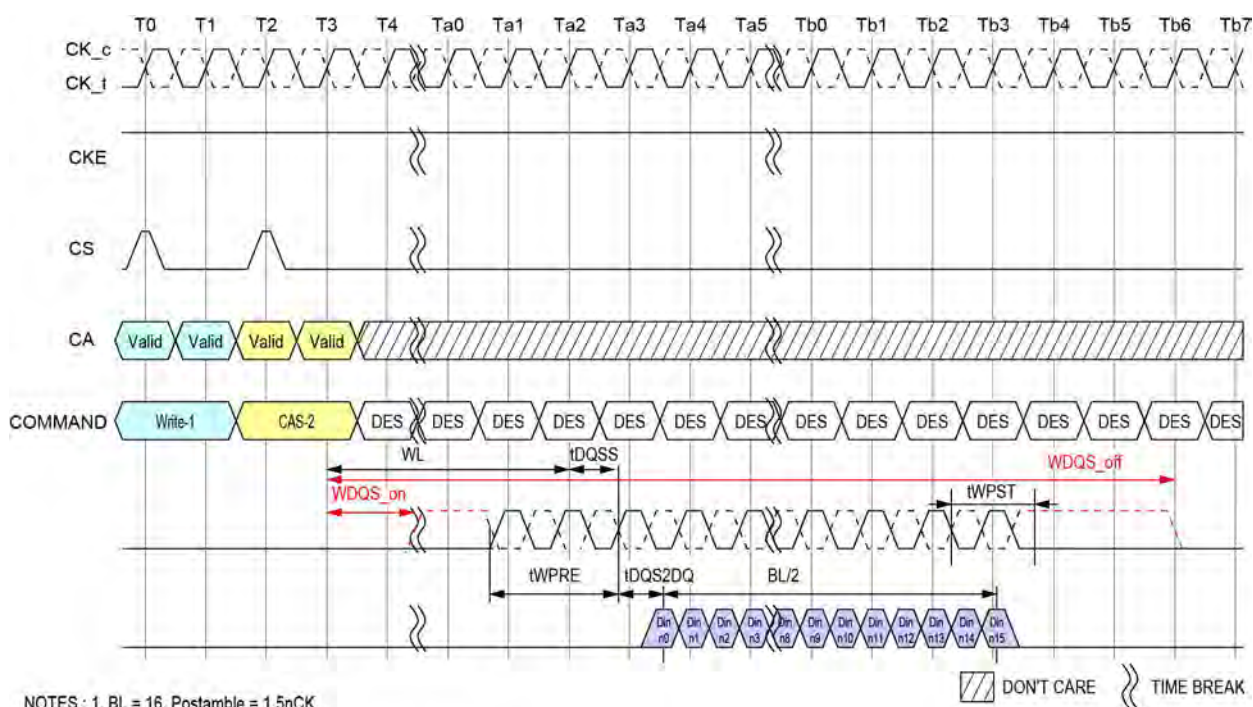 T0 T1 T2 T3 T4 Ta0 Ta1 Ta2 Ta3 Ta4 Ta5 Tb0 Tb1 Tb2 Tb3 Tb4 Tb5 Tb6 Tb7
CK_c
CK_t
CKE
CS
CA Valid Valid Valid Valid
COMMAND Write-1 CAS-2 DES DES DES DES DES DES DES DES DES DES DES DES DES DES DES
WL tDQSS
WDQS_off
WDQS_on tWPST
tWPRE tDQS2DQ BL/2
Din Din Din Din Din Din Din Din Din Din Din Din
n0 n1 n2 n3 n8 n9 n10 n11 n12 n13 n14 n15
DON'T CARE TIME BREAK
NOTES : 1. BL = 16, Postamble = 1.5nCK